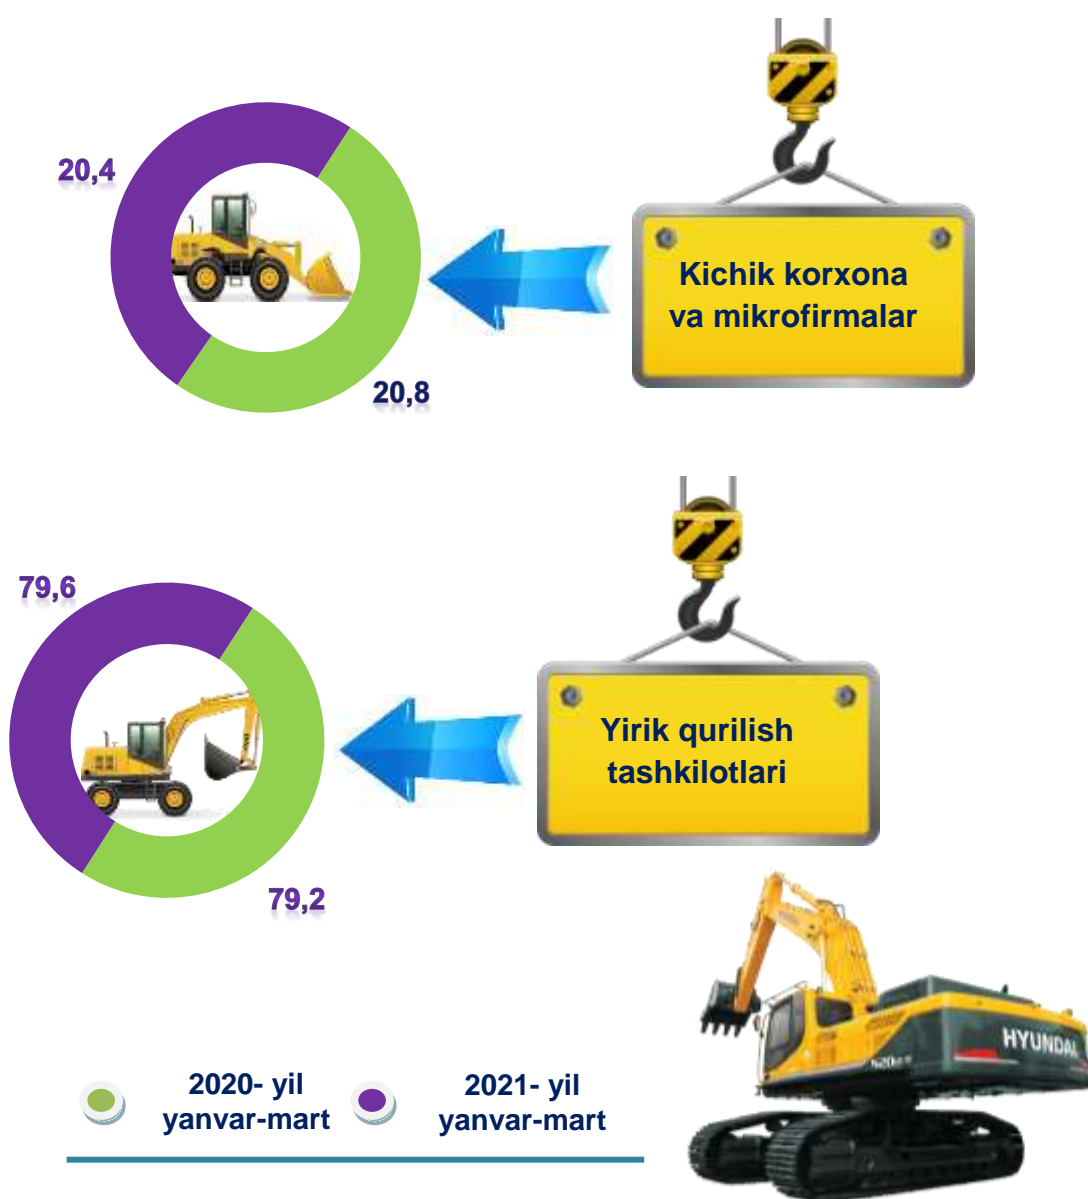 20,4
Kichik korxona
va mikrofirmalar
20,8
79,6
Yirik qurilish
tashkilotlari
79,2
HYUNDAI
2020- yil
yanvar-mart
2021- yil
yanvar-mart